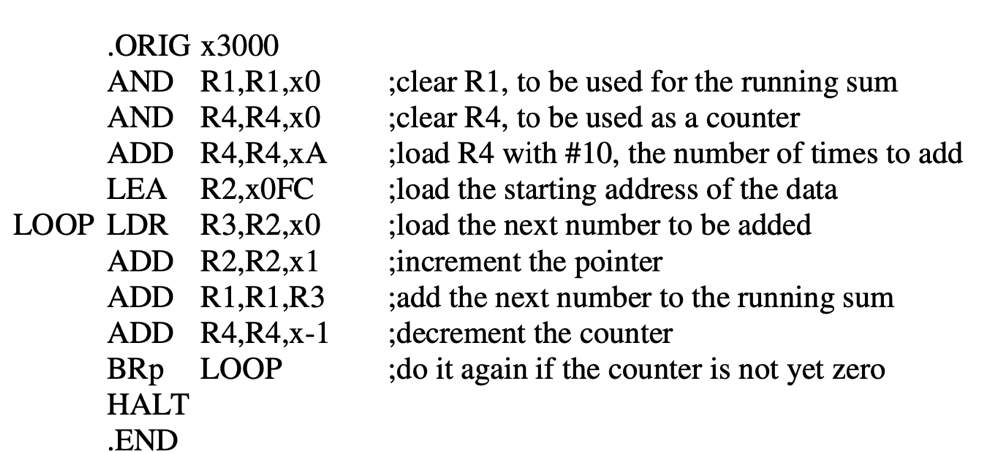 .ORIG x3000
AND R1,R1,x0 ;clear R1, to be used for the running sum
AND R4,R4,x0 ;clear R4, to be used as a counter
ADD R4,R4,xA ;load R4 with #10, the number of times to add
LEA R2,x0FC ;load the starting address of the data
LOOP LDR R3,R2,x0 ;load the next number to be added
ADD R2,R2,x1 ;increment the pointer
ADD R1,R1,R3 ;add the next number to the running sum
ADD R4,R4,x-1 ;decrement the counter
BRp LOOP ;do it again if the counter is not yet zero
HALT
.END